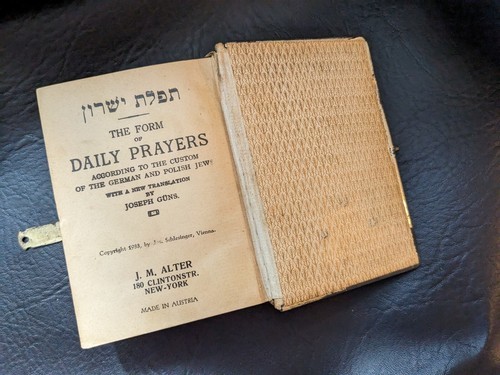 תפלת ישרון
THE FORM
OF
DAILY PRAYERS
ACCORDING TO THE CUSTOM
OF THE GERMAN AND POLISH JEWS
WITH A NEW TRANSLATION
BY
JOSEPH GÜNS.
Copyright by Jos. Schlesinger, Vienna.
J. M. ALTER
180 CLINTONSTR.
NEW-YORK
MADE IN AUSTRIA